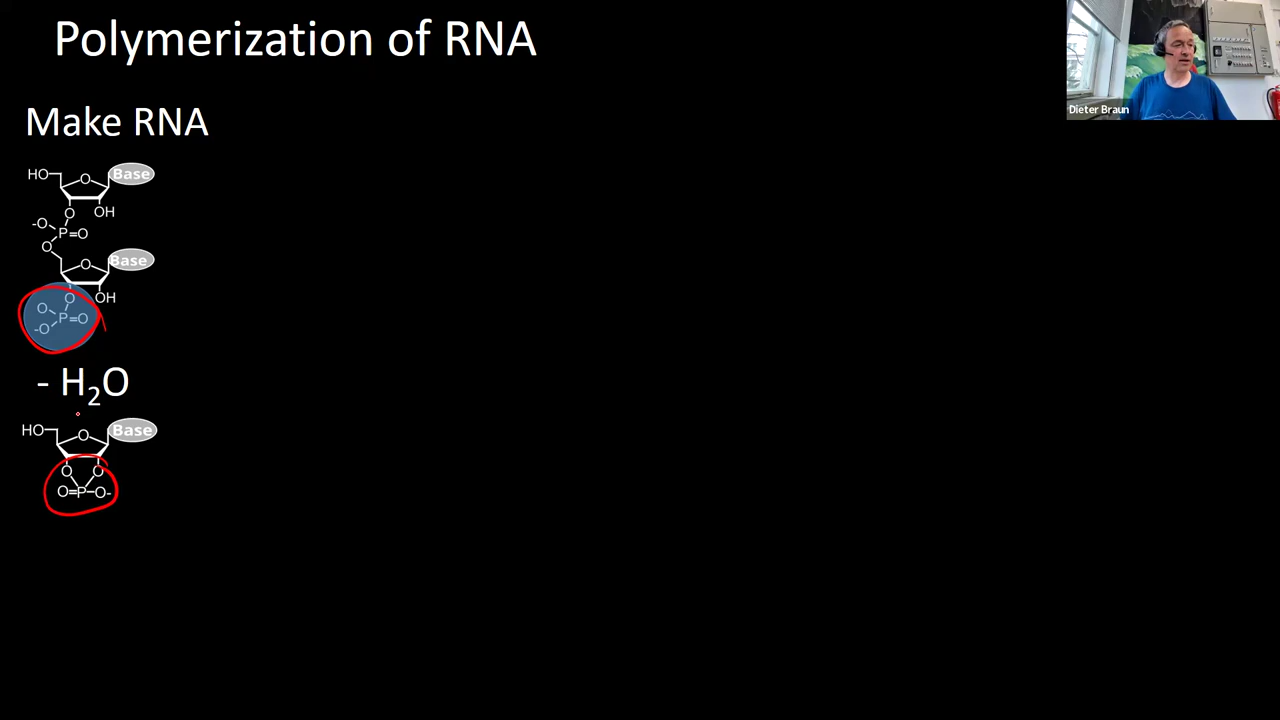 Polymerization of RNA
Dieter Braun
Make RNA
HO
O
Base
O
OH
-O
P=O
O
O
Base
O
OH
O
P=O
-O
- H₂O
HO
O
Base
O
O
O=P-O-